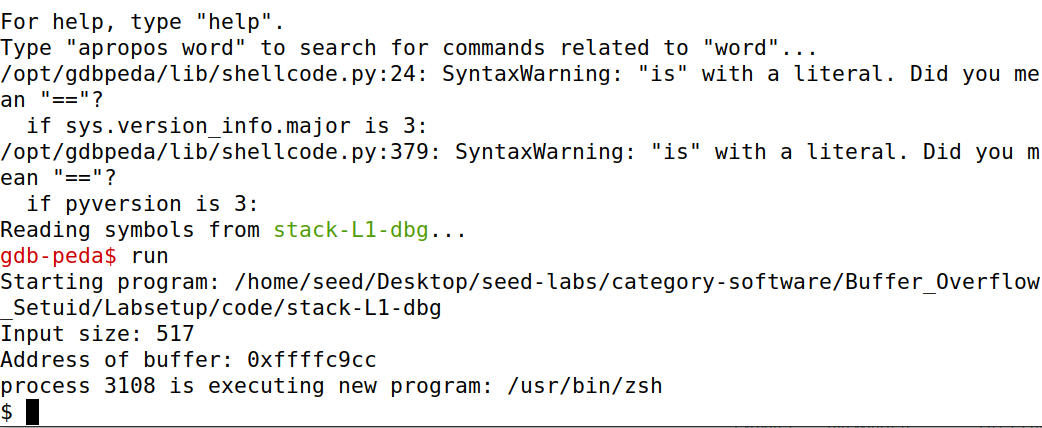 For help, type "help".
Type "apropos word" to search for commands related to "word"...
/opt/gdbpeda/lib/shellcode.py:24: SyntaxWarning: "is" with a literal. Did you me
an "=="?
  if sys.version_info.major is 3:
/opt/gdbpeda/lib/shellcode.py:379: SyntaxWarning: "is" with a literal. Did you m
ean "=="?
  if pyversion is 3:
Reading symbols from stack-L1-dbg...
gdb-peda$ run
Starting program: /home/seed/Desktop/seed-labs/category-software/Buffer_Overflow
_Setuid/Labsetup/code/stack-L1-dbg
Input size: 517
Address of buffer: 0xffffc9cc
process 3108 is executing new program: /usr/bin/zsh
$